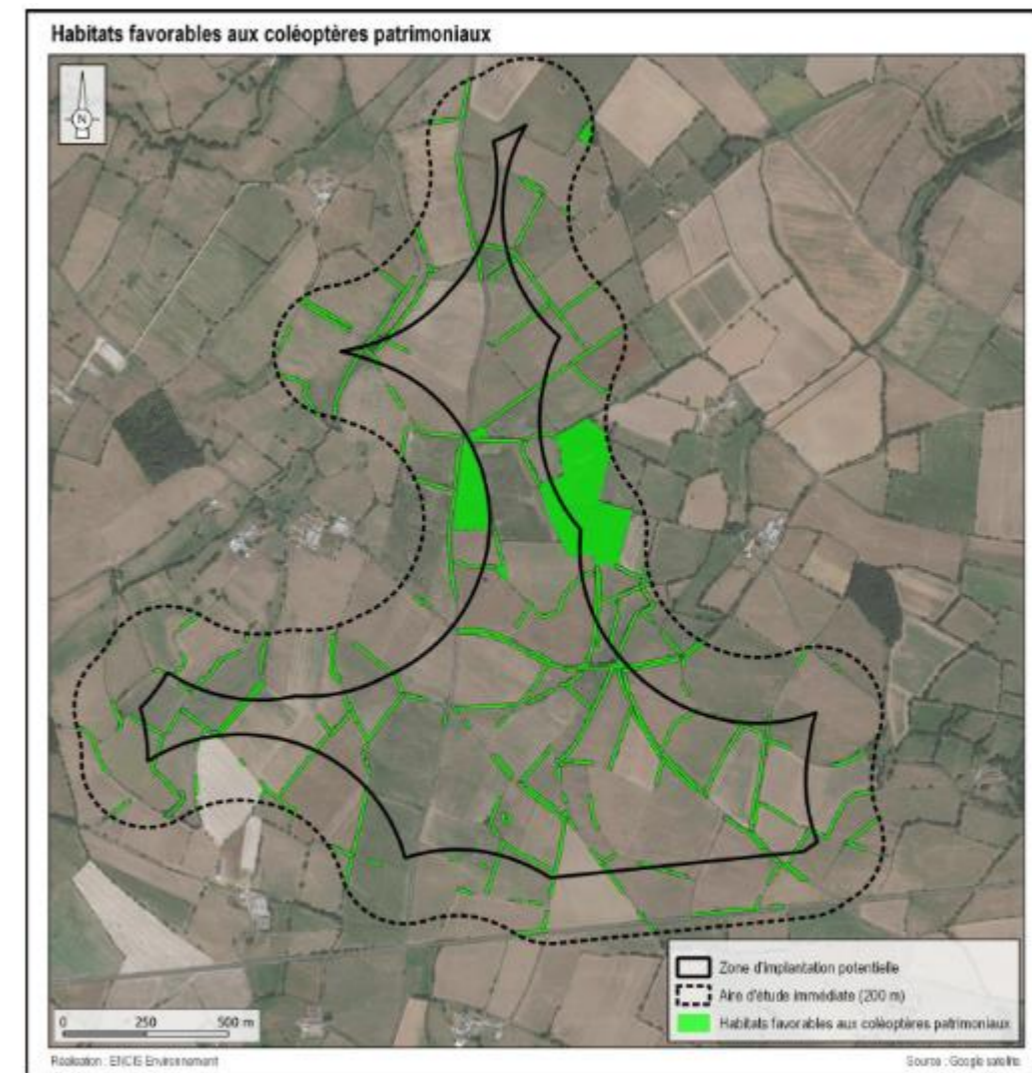 Habitats favorables aux coléoptères patrimoniaux
N
Zone d'implantation potentielle
Aire d'étude immédiate (200 m)
Habitats favorables aux coléoptères patrimoniaux
0 250 500 m
Réalisation : ENCIS Environnement
Source : Google satellite